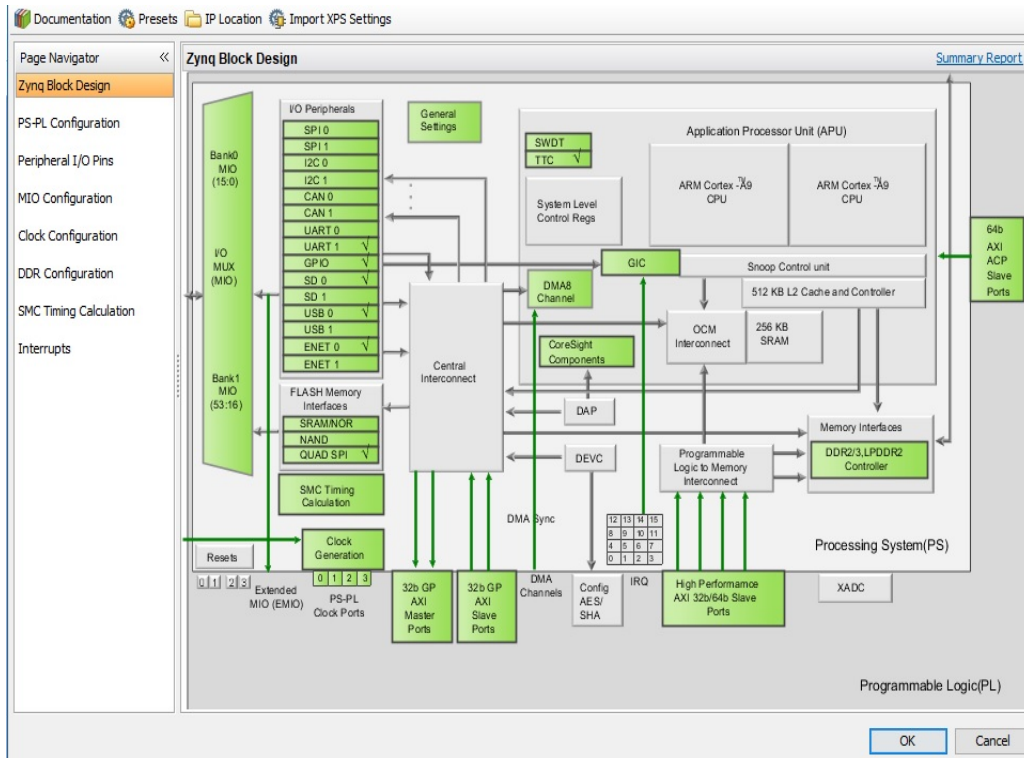 Documentation Presets IP Location Import XPS Settings
Page Navigator «
Zynq Block Design
PS-PL Configuration
Peripheral I/O Pins
MIO Configuration
Clock Configuration
DDR Configuration
SMC Timing Calculation
Interrupts
Zynq Block Design
Summary Report
Bank0
MIO
(15:0)
I/O
MUX
(MIO)
Bank1
MIO
(53:16)
I/O Peripherals
SPI 0
SPI 1
I2C 0
I2C 1
CAN 0
CAN 1
UART 0
UART 1 √
GPIO √
SD 0 √
SD 1
USB 0 √
USB 1
ENET 0 √
ENET 1
FLASH Memory
Interfaces
SRAM/NOR
NAND
QUAD SPI √
SMC Timing
Calculation
General
Settings
Central
Interconnect
Application Processor Unit (APU)
SWDT
TTC √
System Level
Control Regs
ARM Cortex -A9 TM
CPU
ARM Cortex -A9 TM
CPU
GIC
Snoop Control unit
512 KB L2 Cache and Controller
DMA8
Channel
OCM
Interconnect
256 KB
SRAM
CoreSight
Components
DAP
DEVC
64b
AXI
ACP
Slave
Ports
Memory Interfaces
DDR2/3,LPDDR2
Controller
Programmable
Logic to Memory
Interconnect
DMA Sync
12 13 14 15
8 9 10 11
4 5 6 7
0 1 2 3
Processing System(PS)
Resets
0 1 2 3
Extended
MIO (EMIO)
Clock
Generation
0 1 2 3
PS-PL
Clock Ports
32b GP
AXI
Master
Ports
32b GP
AXI
Slave
Ports
DMA
Channels
Config
AES/
SHA
IRQ
High Performamce
AXI 32b/64b Slave
Ports
XADC
Programmable Logic(PL)
OK
Cancel